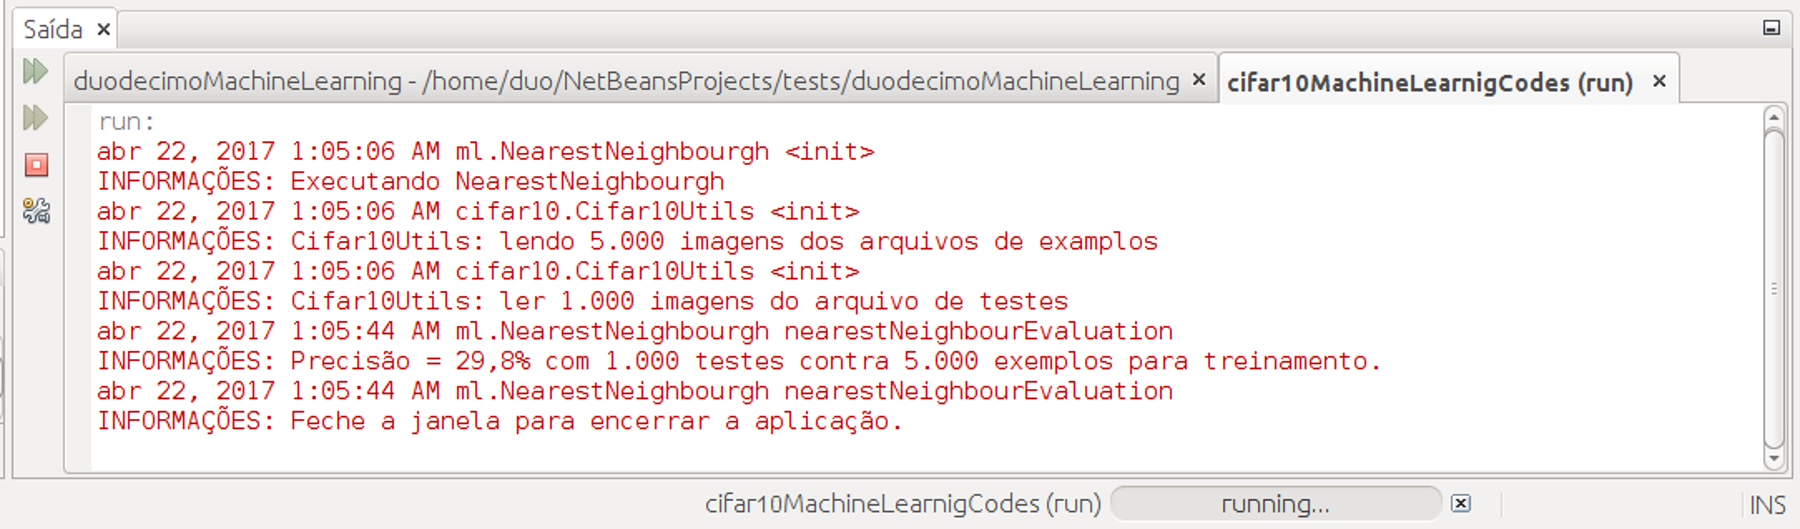 Saída
duodecimoMachineLearning - /home/duo/NetBeansProjects/tests/duodecimoMachineLearning
cifar10MachineLearnigCodes (run)
run:
abr 22, 2017 1:05:06 AM ml.NearestNeighbourgh <init>
INFORMAÇÕES: Executando NearestNeighbourgh
abr 22, 2017 1:05:06 AM cifar10.Cifar10Utils <init>
INFORMAÇÕES: Cifar10Utils: lendo 5.000 imagens dos arquivos de examplos
abr 22, 2017 1:05:06 AM cifar10.Cifar10Utils <init>
INFORMAÇÕES: Cifar10Utils: ler 1.000 imagens do arquivo de testes
abr 22, 2017 1:05:44 AM ml.NearestNeighbourgh nearestNeighbourEvaluation
INFORMAÇÕES: Precisão = 29,8% com 1.000 testes contra 5.000 exemplos para treinamento.
abr 22, 2017 1:05:44 AM ml.NearestNeighbourgh nearestNeighbourEvaluation
INFORMAÇÕES: Feche a janela para encerrar a aplicação.
cifar10MachineLearnigCodes (run)
running...
INS